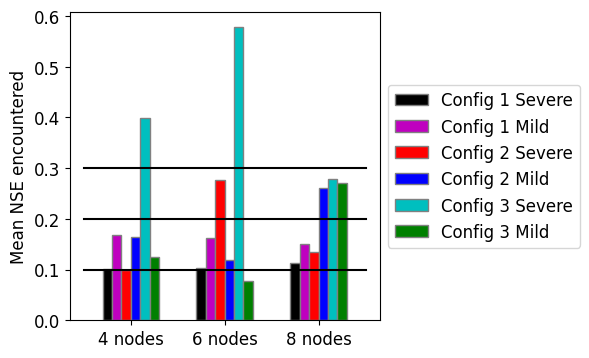 Mean NSE encountered
0.6
0.5
0.4
0.3
0.2
0.1
0.0
4 nodes
6 nodes
8 nodes
Config 1 Severe
Config 1 Mild
Config 2 Severe
Config 2 Mild
Config 3 Severe
Config 3 Mild